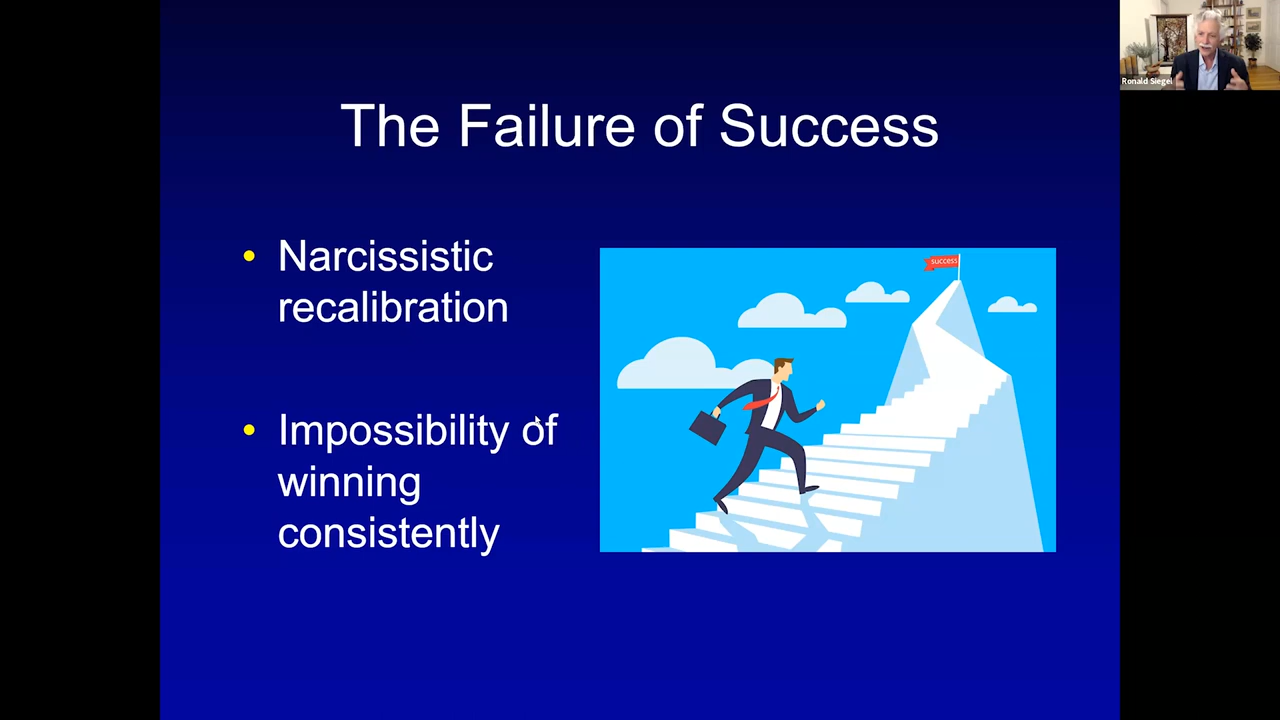 The Failure of Success
• Narcissistic
recalibration
• Impossibility of
winning
consistently
success
Ronald Siegel